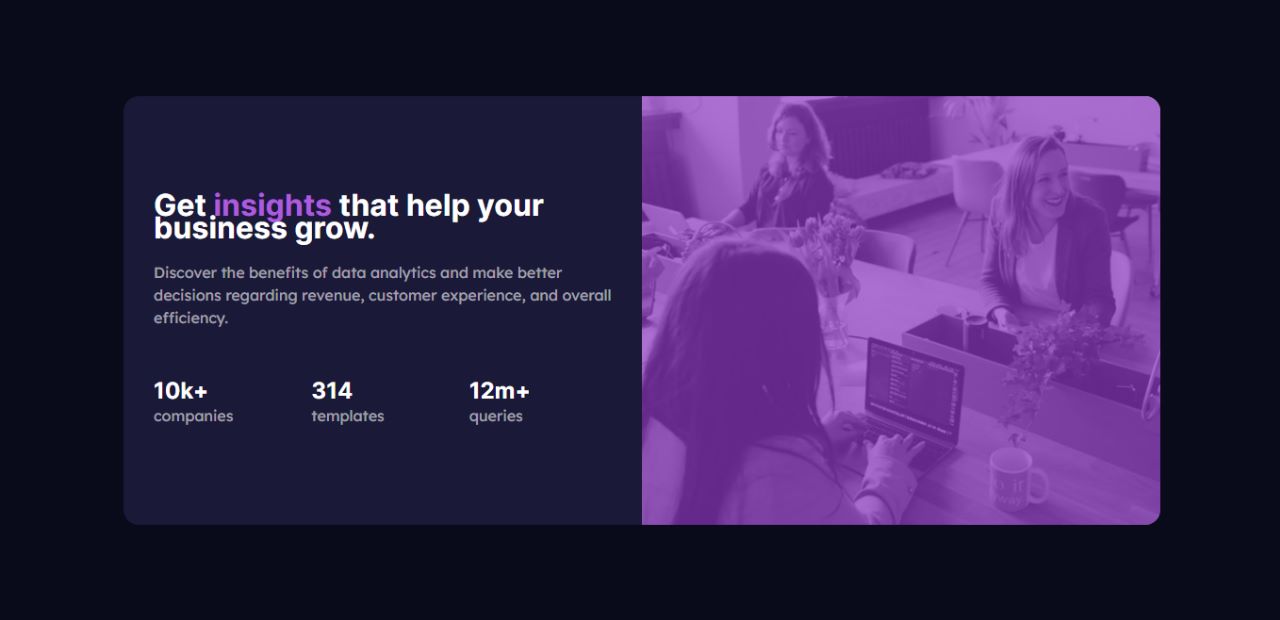 Get insights that help your
business grow.
Discover the benefits of data analytics and make better
decisions regarding revenue, customer experience, and overall
efficiency.
10k+
314
12m+
companies
templates
queries